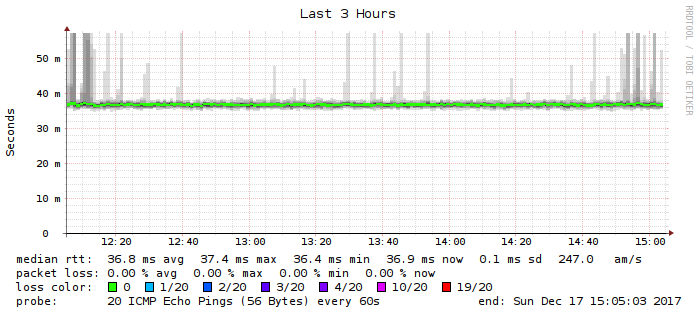 Last 3 Hours
RRDTOOL / TOBI OETIKER
Seconds
50 m
40 m
30 m
20 m
10 m
0
12:20 12:40 13:00 13:20 13:40 14:00 14:20 14:40 15:00
median rtt: 36.8 ms avg 37.4 ms max 36.4 ms min 36.9 ms now 0.1 ms sd 247.0 am/s
packet loss: 0.00 % avg 0.00 % max 0.00 % min 0.00 % now
loss color: 0 1/20 2/20 3/20 4/20 10/20 19/20
probe: 20 ICMP Echo Pings (56 Bytes) every 60s end: Sun Dec 17 15:05:03 2017